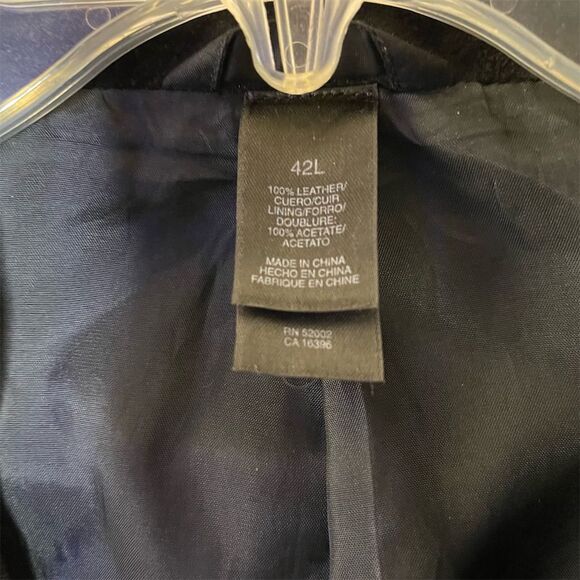 42L
100% LEATHER/
CUERO/CUIR
LINING/FORRO/
DOUBLURE:
100% ACETATE/
ACETATO
MADE IN CHINA
HECHO EN CHINA
FABRIQUE EN CHINE
RN 52002
CA 16396